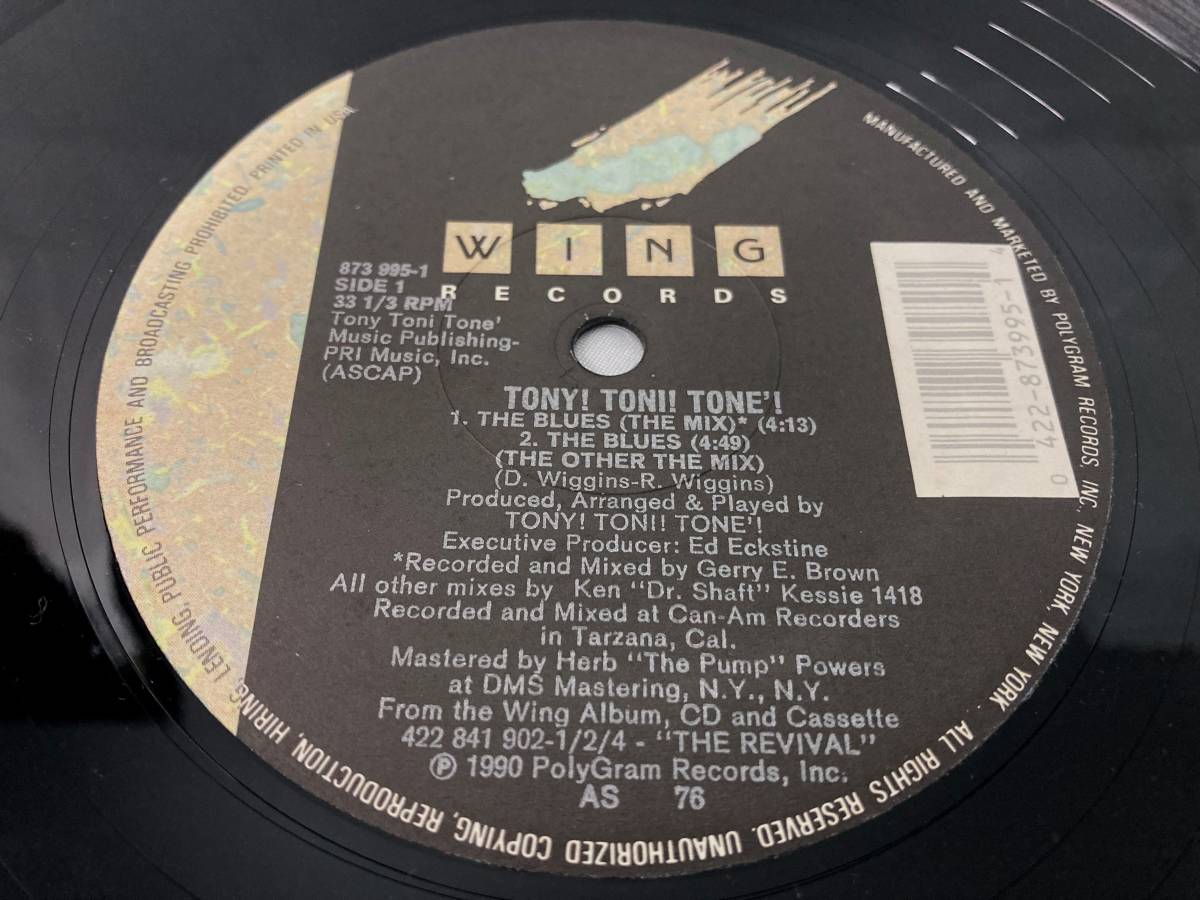 WING
RECORDS
873 995-1
SIDE 1
33 1/3 RPM
Tony Toni Tone'
Music Publishing-
PRI Music, Inc.
(ASCAP)
TONY! TONI! TONE'!
1. THE BLUES (THE MIX)* (4:13)
2. THE BLUES (4:49)
(THE OTHER THE MIX)
(D. Wiggins-R. Wiggins)
Produced, Arranged & Played by
TONY! TONI! TONE'!
Executive Producer: Ed Eckstine
*Recorded and Mixed by Gerry E. Brown
All other mixes by Ken "Dr. Shaft" Kessie 1418
Recorded and Mixed at Can-Am Recorders
in Tarzana, Cal.
Mastered by Herb "The Pump" Powers
at DMS Mastering, N.Y., N.Y.
From the Wing Album, CD and Cassette
422 841 902-1/2/4 - "THE REVIVAL"
℗ 1990 PolyGram Records, Inc.
AS 76
0 422-873995-1 4
MANUFACTURED AND MARKETED BY POLYGRAM RECORDS INC. NEW YORK, NEW YORK. ALL RIGHTS RESERVED. UNAUTHORIZED COPYING, REPRODUCTION, HIRING, LENDING, PUBLIC PERFORMANCE AND BROADCASTING PROHIBITED. PRINTED IN USA